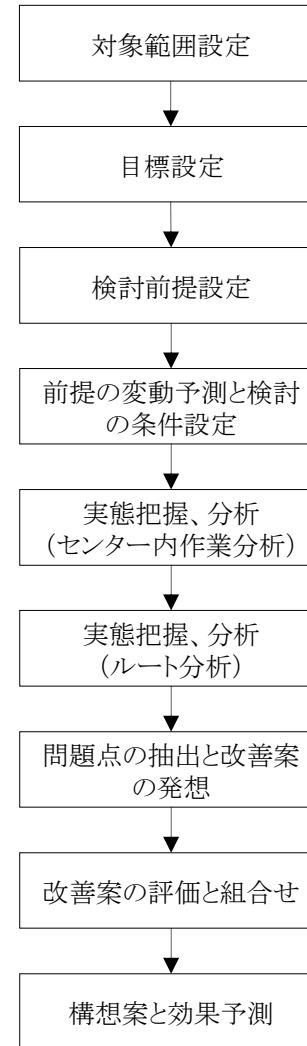 対象範囲設定
目標設定
検討前提設定
前提の変動予測と検討
の条件設定
実態把握、分析
（センター内作業分析）
実態把握、分析
（ルート分析）
問題点の抽出と改善案
の発想
改善案の評価と組合せ
構想案と効果予測